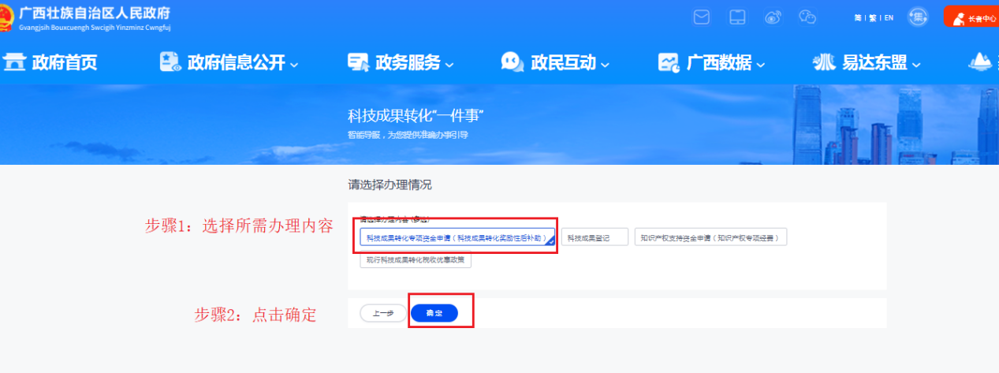 广西壮族自治区人民政府
Gvangjsih Bouxcuengh Swcigih Yinzminz Cwngfuj
简 | 繁 | EN
集
长者中心
政府首页
政府信息公开
政务服务
政民互动
广西数据
易达东盟
科技成果转化"一件事"
智能导服，为您提供准确办事引导
请选择办理情况
请选择办理内容 (多选)
步骤1：选择所需办理内容
科技成果转化专项资金申请（科技成果转化奖励性后补助）
科技成果登记
知识产权支持资金申请（知识产权专项经费）
现行科技成果转化税收优惠政策
步骤2：点击确定
上一步
确定